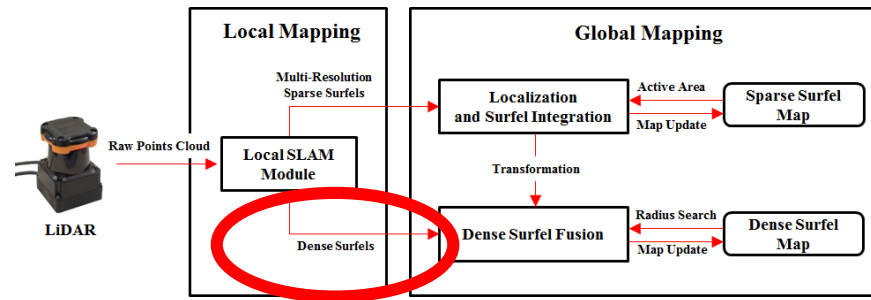 Local Mapping
Global Mapping
Multi-Resolution
Sparse Surfels
Localization
and Surfel Integration
Active Area
Map Update
Sparse Surfel
Map
Raw Points Cloud
Local SLAM
Module
Transformation
LiDAR
Dense Surfels
Dense Surfel Fusion
Radius Search
Map Update
Dense Surfel
Map